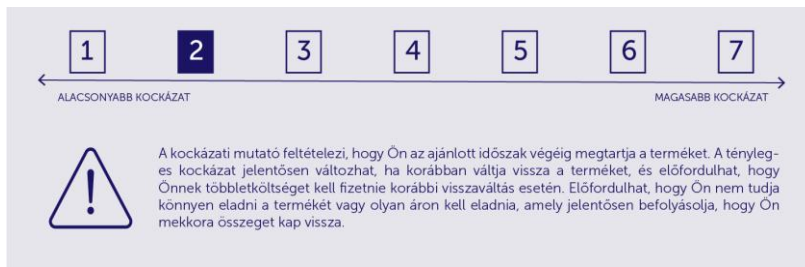 1 2 3 4 5 6 7
ALACSONYABB KOCKÁZAT MAGASABB KOCKÁZAT
A kockázati mutató feltételezi, hogy Ön az ajánlott időszak végéig megtartja a terméket. A tényleg-
es kockázat jelentősen változhat, ha korábban váltja vissza a terméket, és előfordulhat, hogy
Önnek többletköltséget kell fizetnie korábbi visszaváltás esetén. Előfordulhat, hogy Ön nem tudja
könnyen eladni a termékét vagy olyan áron kell eladnia, amely jelentősen befolyásolja, hogy Ön
mekkora összeget kap vissza.